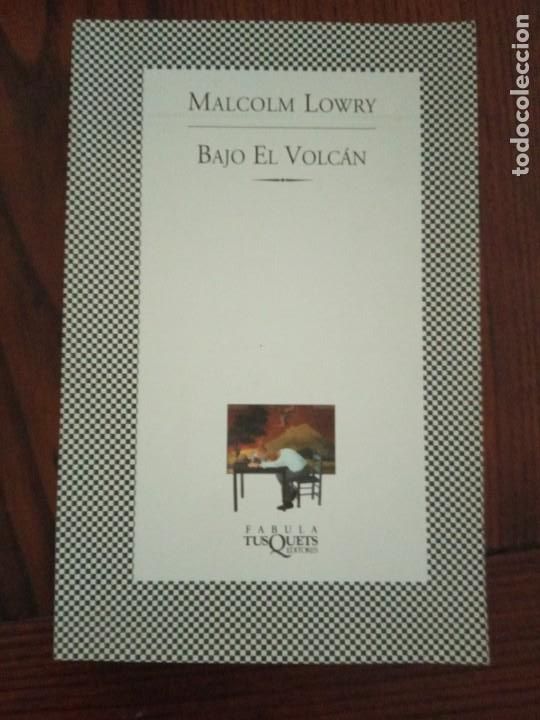 MALCOLM LOWRY
BAJO EL VOLCÁN
FABULA
TUSQUETS
EDITORES
todocoleccion